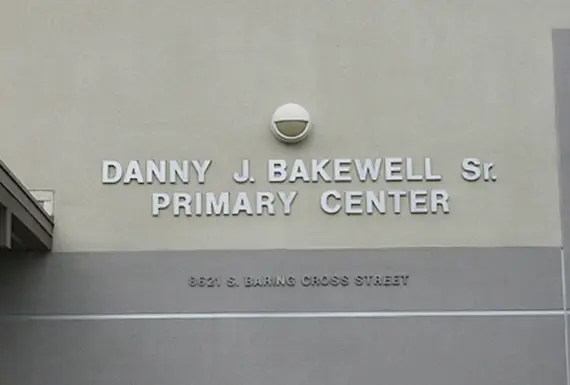 DANNY J. BAKEWELL Sr.
PRIMARY CENTER
8621 S. BARING CROSS STREET